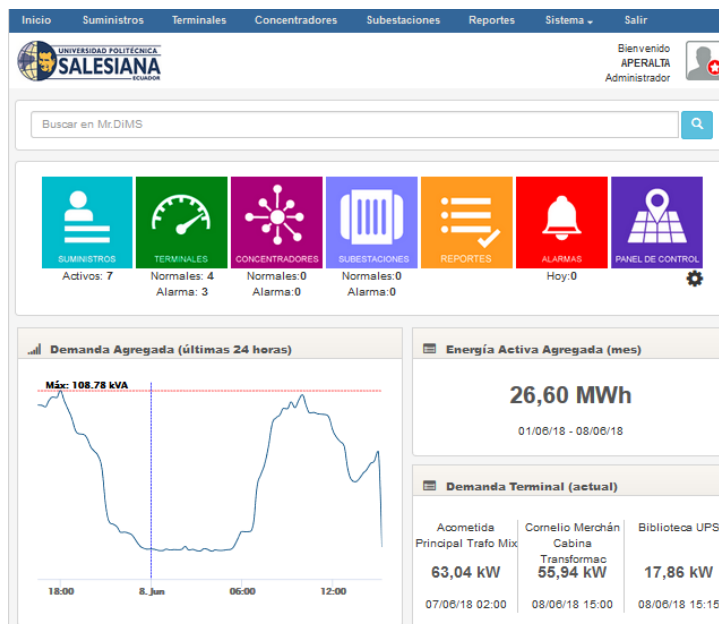 Inicio Suministros Terminales Concentradores Subestaciones Reportes Sistema Salir
UNIVERSIDAD POLITÉCNICA
SALESIANA
ECUADOR
Bienvenido
APERALTA
Administrador
Buscar en Mr.DiMS
SUMINISTROS TERMINALES CONCENTRADORES SUBESTACIONES REPORTES ALARMAS PANEL DE CONTROL
Activos: 7 Normales: 4 Normales:0 Normales:0 Hoy:0
Alarma: 3 Alarma:0 Alarma:0
Demanda Agregada (últimas 24 horas)
Máx: 108.78 kVA
18:00 8. Jun 06:00 12:00
Energía Activa Agregada (mes)
26,60 MWh
01/06/18 - 08/06/18
Demanda Terminal (actual)
Acometida
Principal Trafo Mix
63,04 kW
07/06/18 02:00
Cornelio Merchán
Cabina
Transformac
55,94 kW
08/06/18 15:00
Biblioteca UPS
17,86 kW
08/06/18 15:15